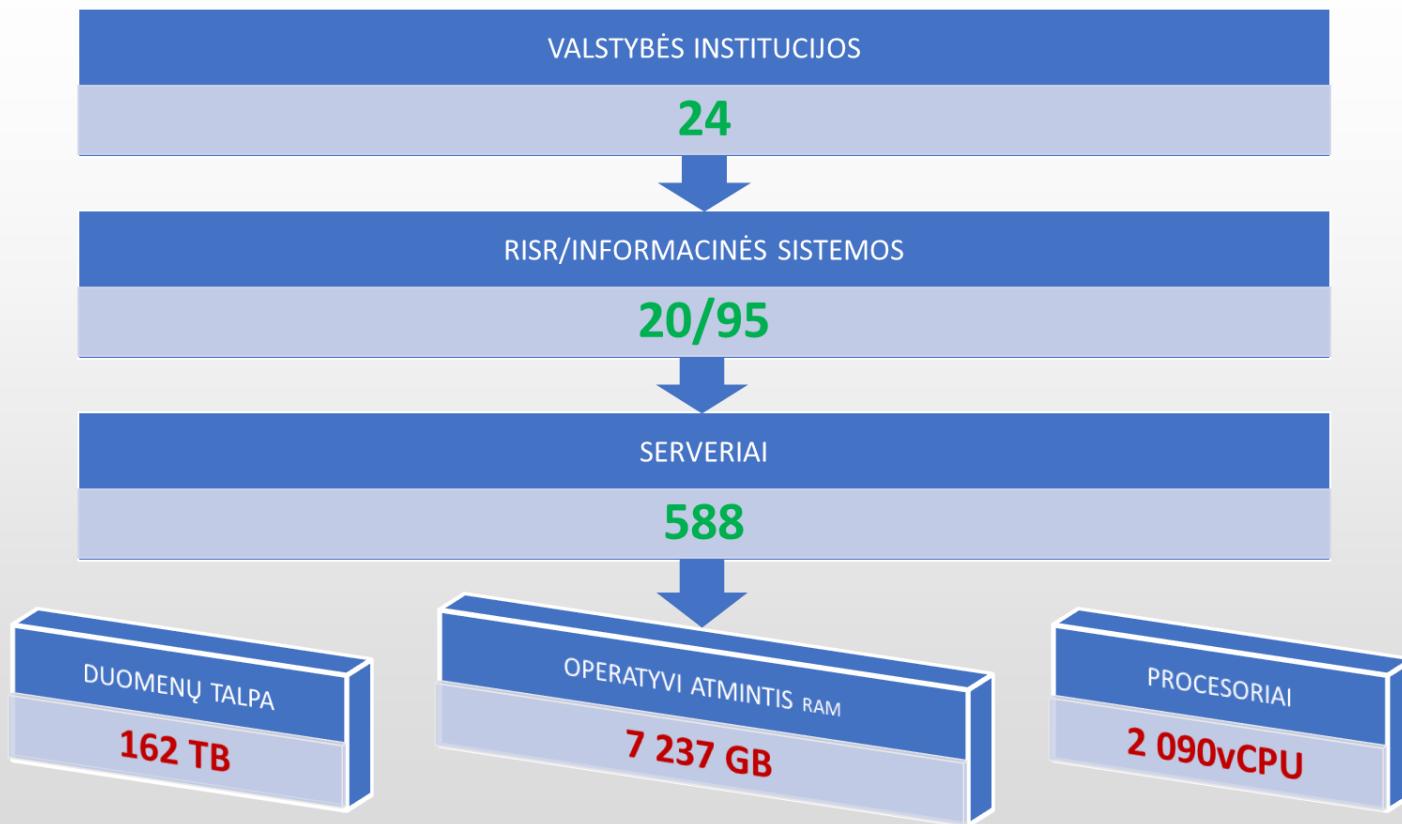 VALSTYBĖS INSTITUCIJOS
24
RISR/INFORMACINĖS SISTEMOS
20/95
SERVERIAI
588
DUOMENŲ TALPA
162 TB
OPERATYVI ATMINTIS RAM
7 237 GB
PROCESORIAI
2 090vCPU